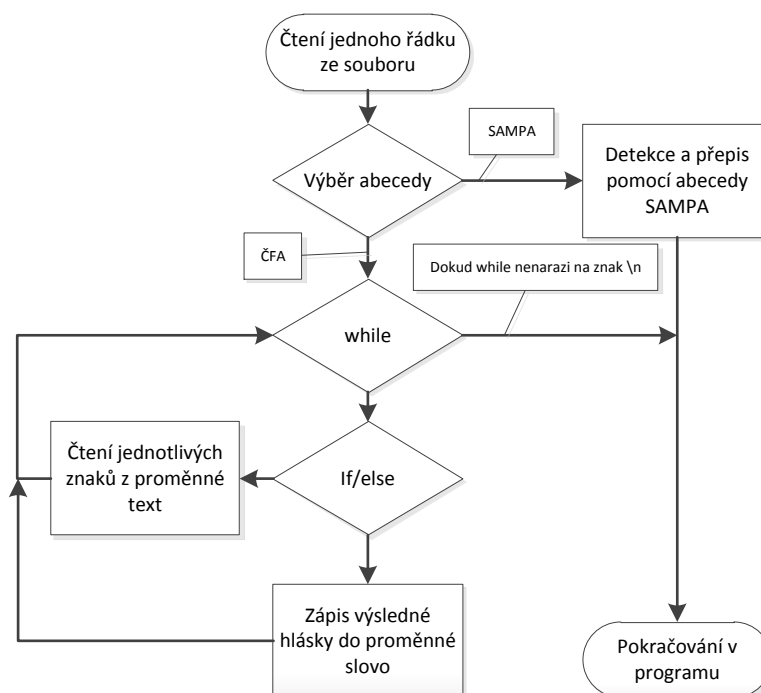 Čtení jednoho řádku
ze souboru
SAMPA
Výběr abecedy
Detekce a přepis
pomocí abecedy
SAMPA
ČFA
Dokud while nenarazi na znak \n
while
Čtení jednotlivých
znaků z proměnné
text
If/else
Zápis výsledné
hlásky do proměnné
slovo
Pokračování v
programu